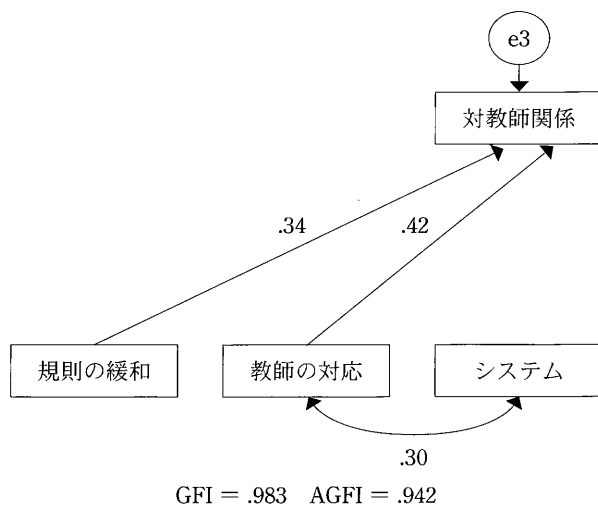 e3
対教師関係
.34
.42
規則の緩和
教師の対応
システム
.30
GFI = .983 AGFI = .942